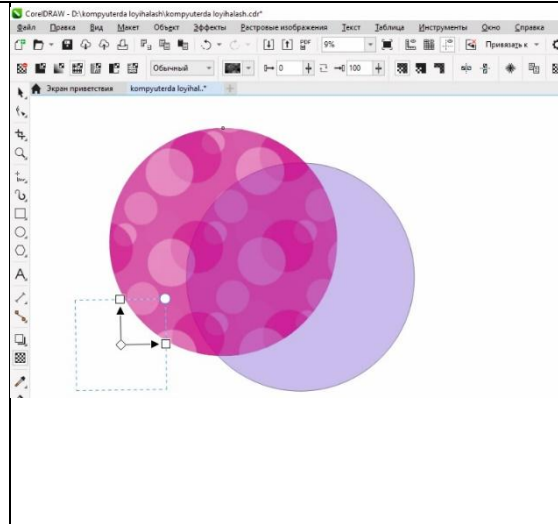 CorelDRAW - D:\kompyuterda loyihalash\kompyuterda loyihalash.cdr*
Файл Правка Вид Макет Объект Эффекты Растровые изображения Текст Таблица Инструменты Окно Справка
PDF 9% Привязать к
Обычный 0 100
Экран приветствия kompyuterda loyihal..*